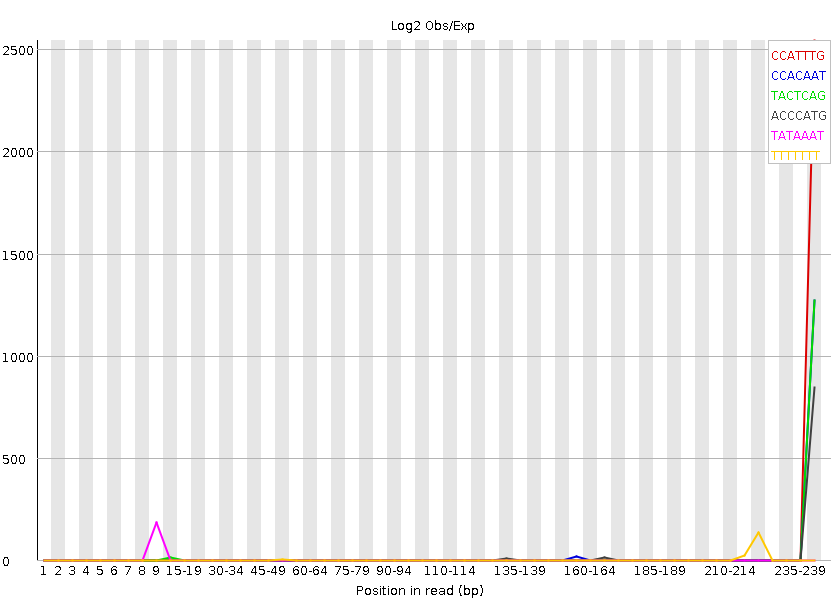 Log2 Obs/Exp
2500
2000
1500
1000
500
0
CCATTTG
CCACAAT
TACTCAG
ACCCATG
TATAAAT
1 2 3 4 5 6 7 8 9 15-19 30-34 45-49 60-64 75-79 90-94 110-114 135-139 160-164 185-189 210-214 235-239
Position in read (bp)